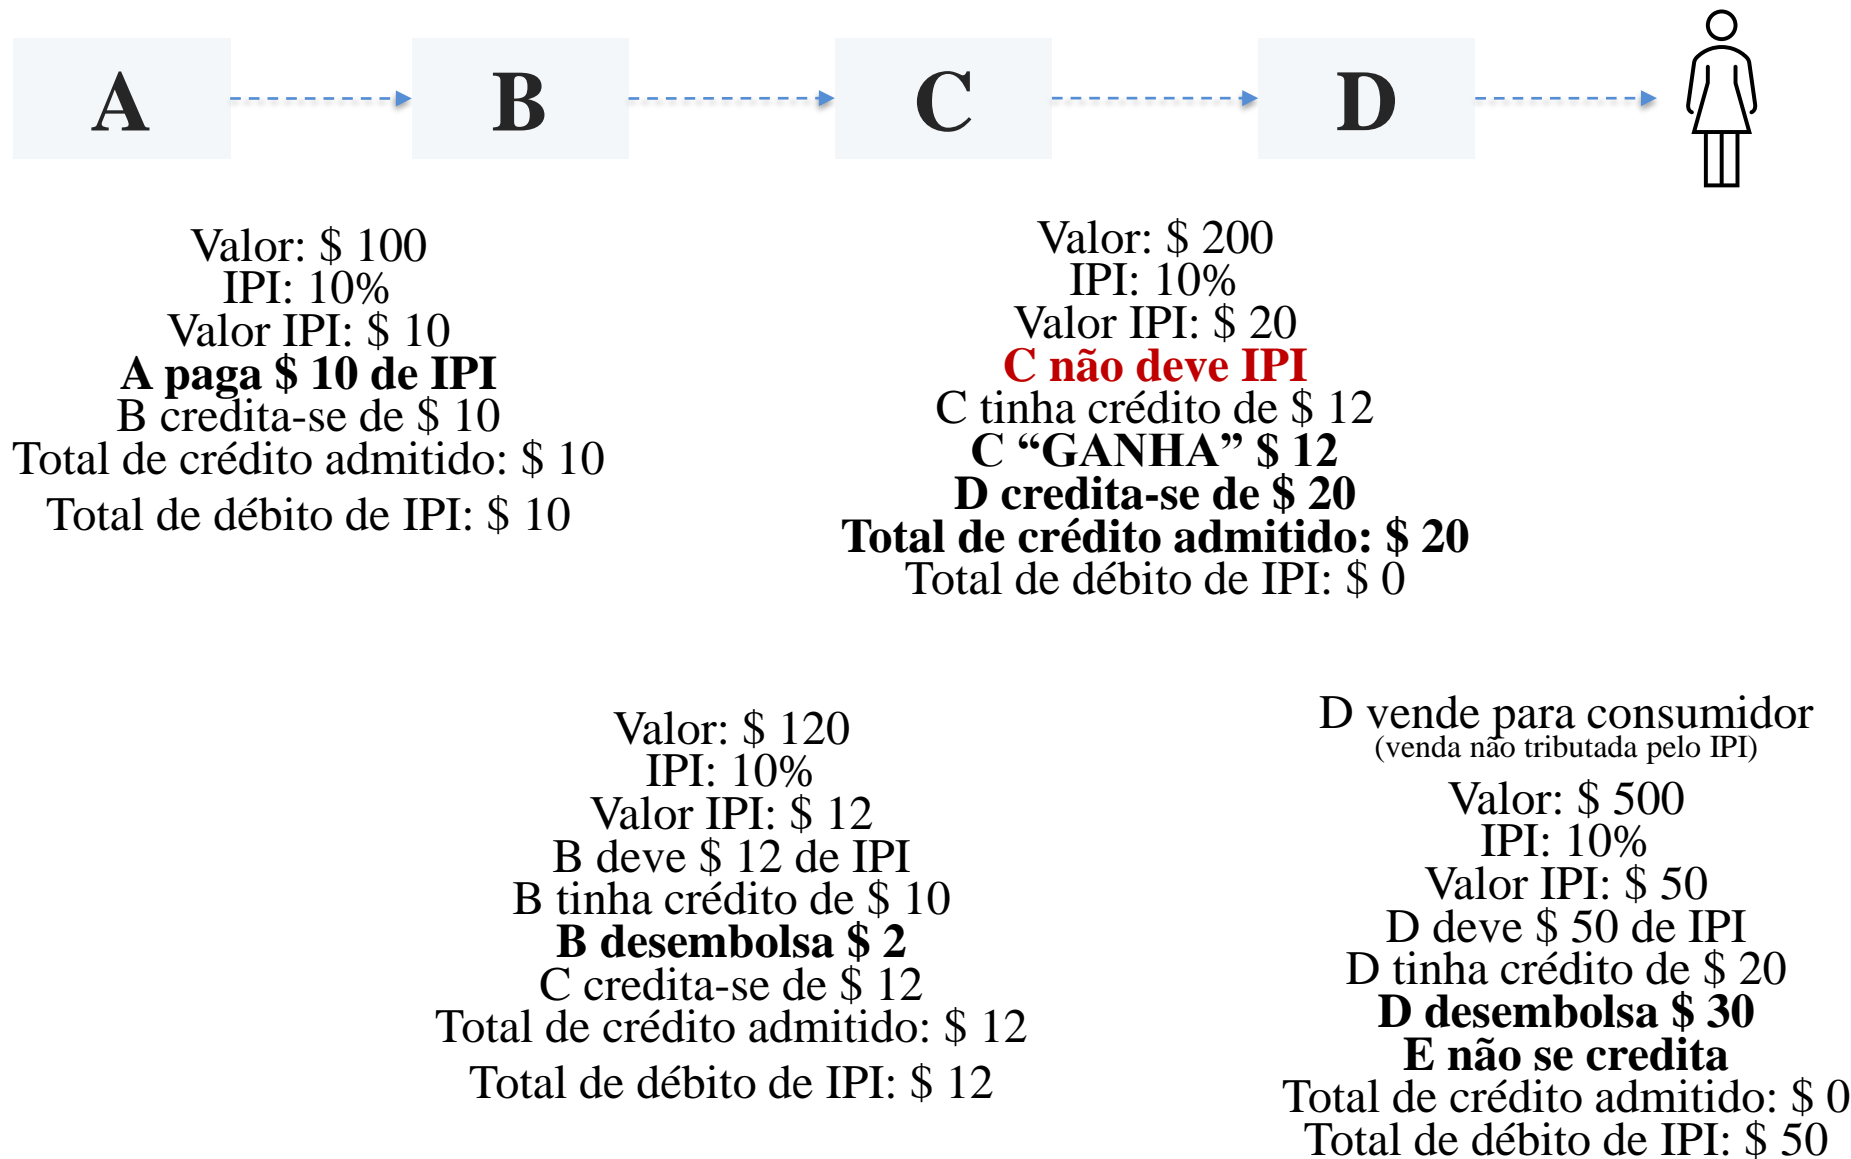 A
B
C
D
Valor: $ 100
IPI: 10%
Valor IPI: $ 10
A paga $ 10 de IPI
B credita-se de $ 10
Total de crédito admitido: $ 10
Total de débito de IPI: $ 10
Valor: $ 120
IPI: 10%
Valor IPI: $ 12
B deve $ 12 de IPI
B tinha crédito de $ 10
B desembolsa $ 2
C credita-se de $ 12
Total de crédito admitido: $ 12
Total de débito de IPI: $ 12
Valor: $ 200
IPI: 10%
Valor IPI: $ 20
C não deve IPI
C tinha crédito de $ 12
C “GANHA” $ 12
D credita-se de $ 20
Total de crédito admitido: $ 20
Total de débito de IPI: $ 0
D vende para consumidor
(venda não tributada pelo IPI)
Valor: $ 500
IPI: 10%
Valor IPI: $ 50
D deve $ 50 de IPI
D tinha crédito de $ 20
D desembolsa $ 30
E não se credita
Total de crédito admitido: $ 0
Total de débito de IPI: $ 50